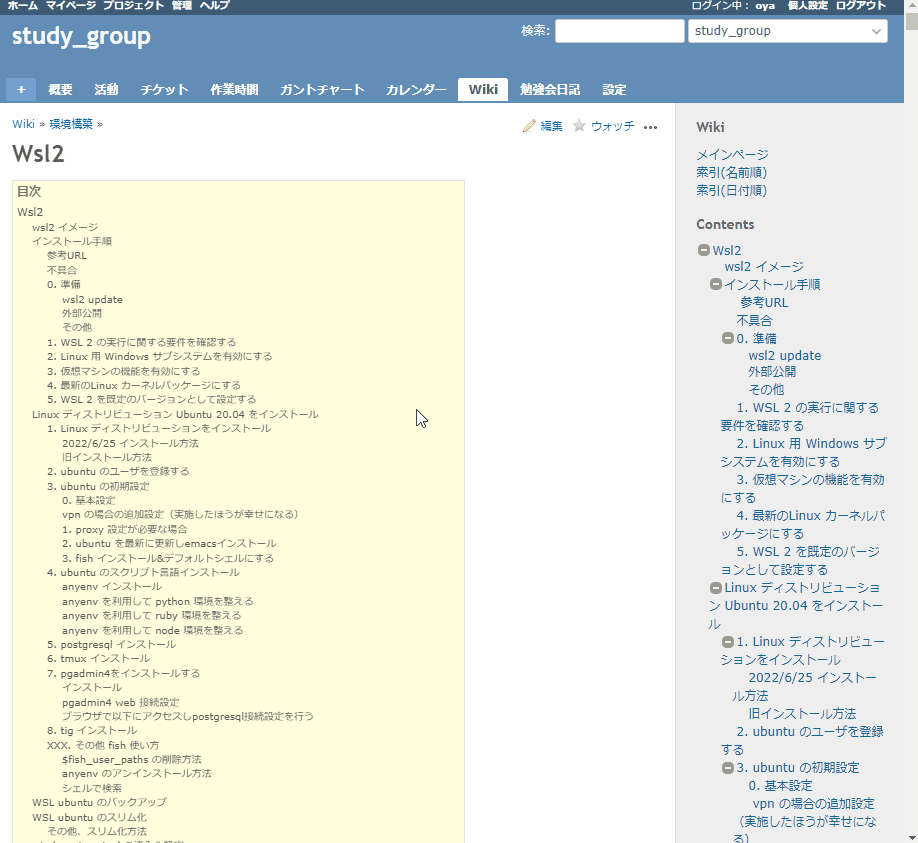 ホーム マイページ プロジェクト 管理 ヘルプ
ログイン中： oya 個人設定 ログアウト
study_group
検索:
study_group
+ 概要 活動 チケット 作業時間 ガントチャート カレンダー Wiki 勉強会日記 設定
Wiki » 環境構築 »
編集 ウォッチ •••
Wsl2
目次
Wsl2
wsl2 イメージ
インストール手順
参考URL
不具合
0. 準備
wsl2 update
外部公開
その他
1. WSL 2 の実行に関する要件を確認する
2. Linux 用 Windows サブシステムを有効にする
3. 仮想マシンの機能を有効にする
4. 最新のLinux カーネルパッケージにする
5. WSL 2 を既定のバージョンとして設定する
Linux ディストリビューション Ubuntu 20.04 をインストール
1. Linux ディストリビューションをインストール
2022/6/25 インストール方法
旧インストール方法
2. ubuntu のユーザを登録する
3. ubuntu の初期設定
0. 基本設定
vpn の場合の追加設定（実施したほうが幸せになる）
1. proxy 設定が必要な場合
2. ubuntu を最新に更新しemacsインストール
3. fish インストール&デフォルトシェルにする
4. ubuntu のスクリプト言語インストール
anyenv インストール
anyenv を利用して python 環境を整える
anyenv を利用して ruby 環境を整える
anyenv を利用して node 環境を整える
5. postgresql インストール
6. tmux インストール
7. pgadmin4をインストールする
インストール
pgadmin4 web 接続設定
ブラウザで以下にアクセスしpostgresql接続設定を行う
8. tig インストール
XXX. その他 fish 使い方
$fish_user_paths の削除方法
anyenv のアンインストール方法
シェルで検索
WSL ubuntu のバックアップ
WSL ubuntu のスリム化
その他、スリム化方法
Wiki
メインページ
索引(名前順)
索引(日付順)
Contents
Wsl2
wsl2 イメージ
インストール手順
参考URL
不具合
0. 準備
wsl2 update
外部公開
その他
1. WSL 2 の実行に関する
要件を確認する
2. Linux 用 Windows サブ
システムを有効にする
3. 仮想マシンの機能を有効
にする
4. 最新のLinux カーネルパ
ッケージにする
5. WSL 2 を既定のバージ
ョンとして設定する
Linux ディストリビューショ
ン Ubuntu 20.04 をインストー
ル
1. Linux ディストリビュー
ションをインストール
2022/6/25 インストー
ル方法
旧インストール方法
2. ubuntu のユーザを登録
する
3. ubuntu の初期設定
0. 基本設定
vpn の場合の追加設定
（実施したほうが幸せにな
る）